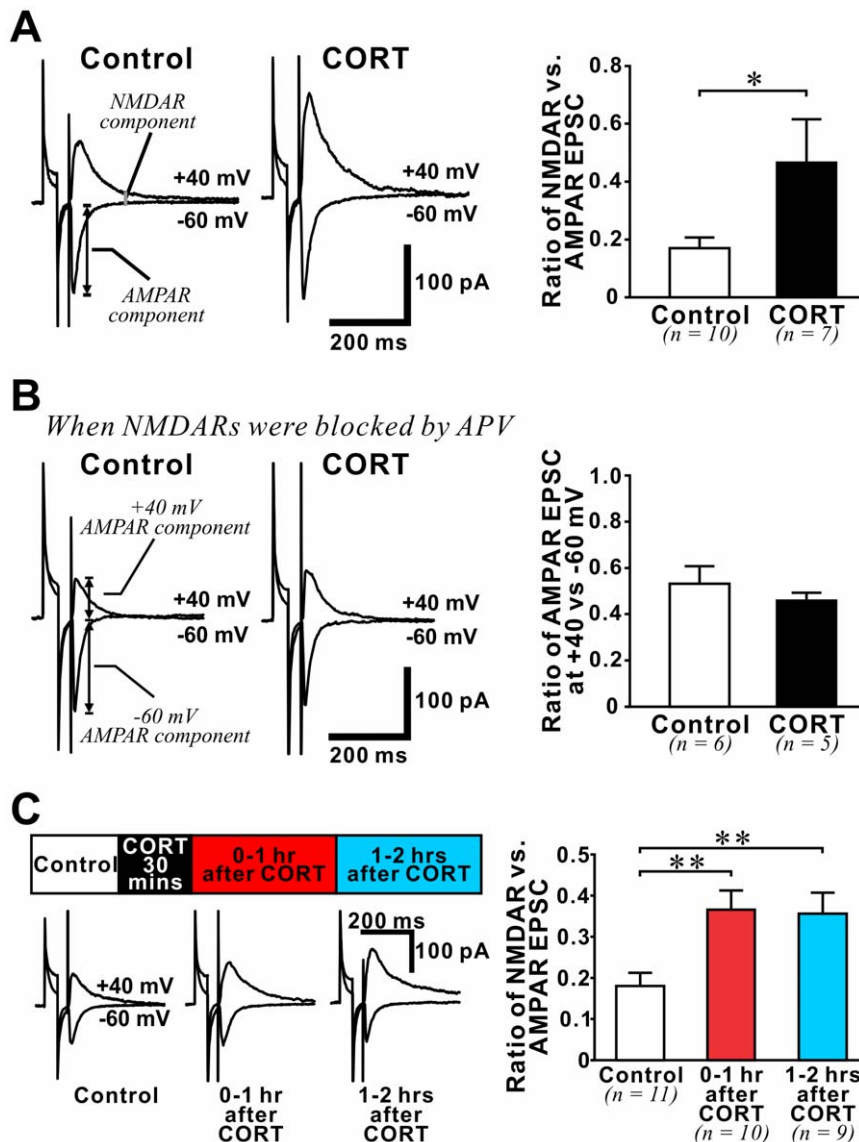 A
Control
CORT
NMDAR
component
+40 mV
-60 mV
AMPAR
component
+40 mV
-60 mV
100 pA
200 ms
Ratio of NMDAR vs.
AMPAR EPSC
0.8
0.6
0.4
0.2
0
*
Control
(n = 10)
CORT
(n = 7)
B
When NMDARs were blocked by APV
Control
CORT
+40 mV
AMPAR component
+40 mV
-60 mV
-60 mV
AMPAR component
+40 mV
-60 mV
100 pA
200 ms
Ratio of AMPAR EPSC
at +40 vs -60 mV
1.0
0.8
0.6
0.4
0.2
0
Control
(n = 6)
CORT
(n = 5)
C
Control
CORT
30
mins
0-1 hr
after CORT
1-2 hrs
after CORT
+40 mV
-60 mV
200 ms
100 pA
Control
0-1 hr
after
CORT
1-2 hrs
after
CORT
Ratio of NMDAR vs.
AMPAR EPSC
0.5
0.4
0.3
0.2
0.1
0
**
**
Control
(n = 11)
0-1 hr
after
CORT
(n = 10)
1-2 hrs
after
CORT
(n = 9)